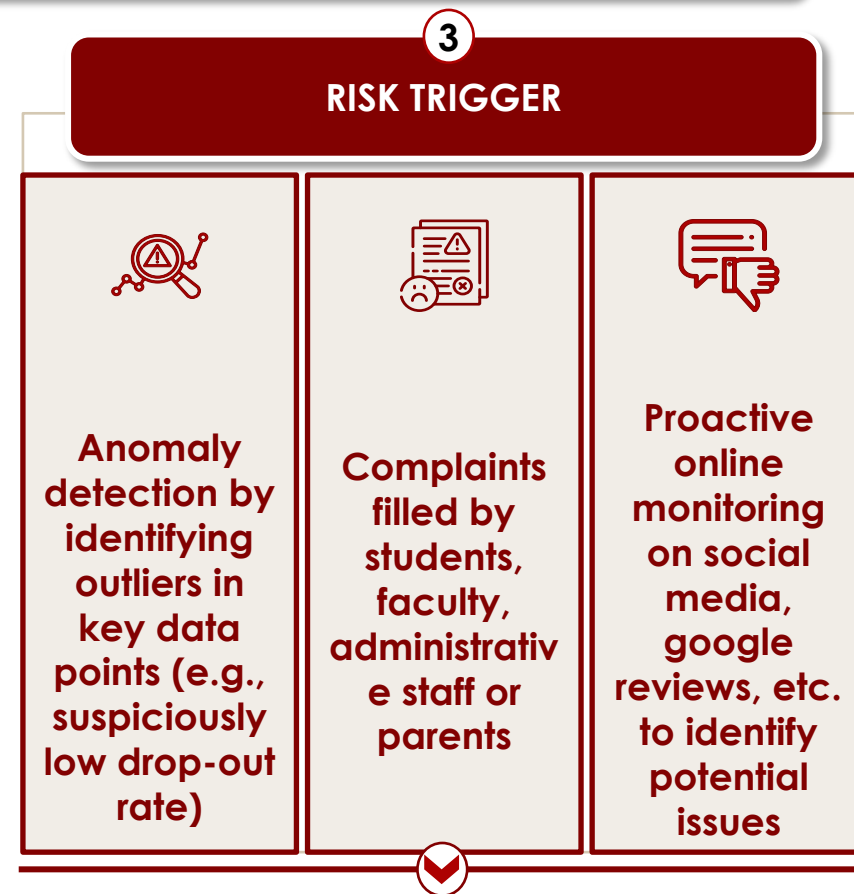 3
RISK TRIGGER
Anomaly
detection by
identifying
outliers in
key data
points (e.g.,
suspiciously
low drop-out
rate)
Complaints
filled by
students,
faculty,
administrativ
e staff or
parents
Proactive
online
monitoring
on social
media,
google
reviews, etc.
to identify
potential
issues